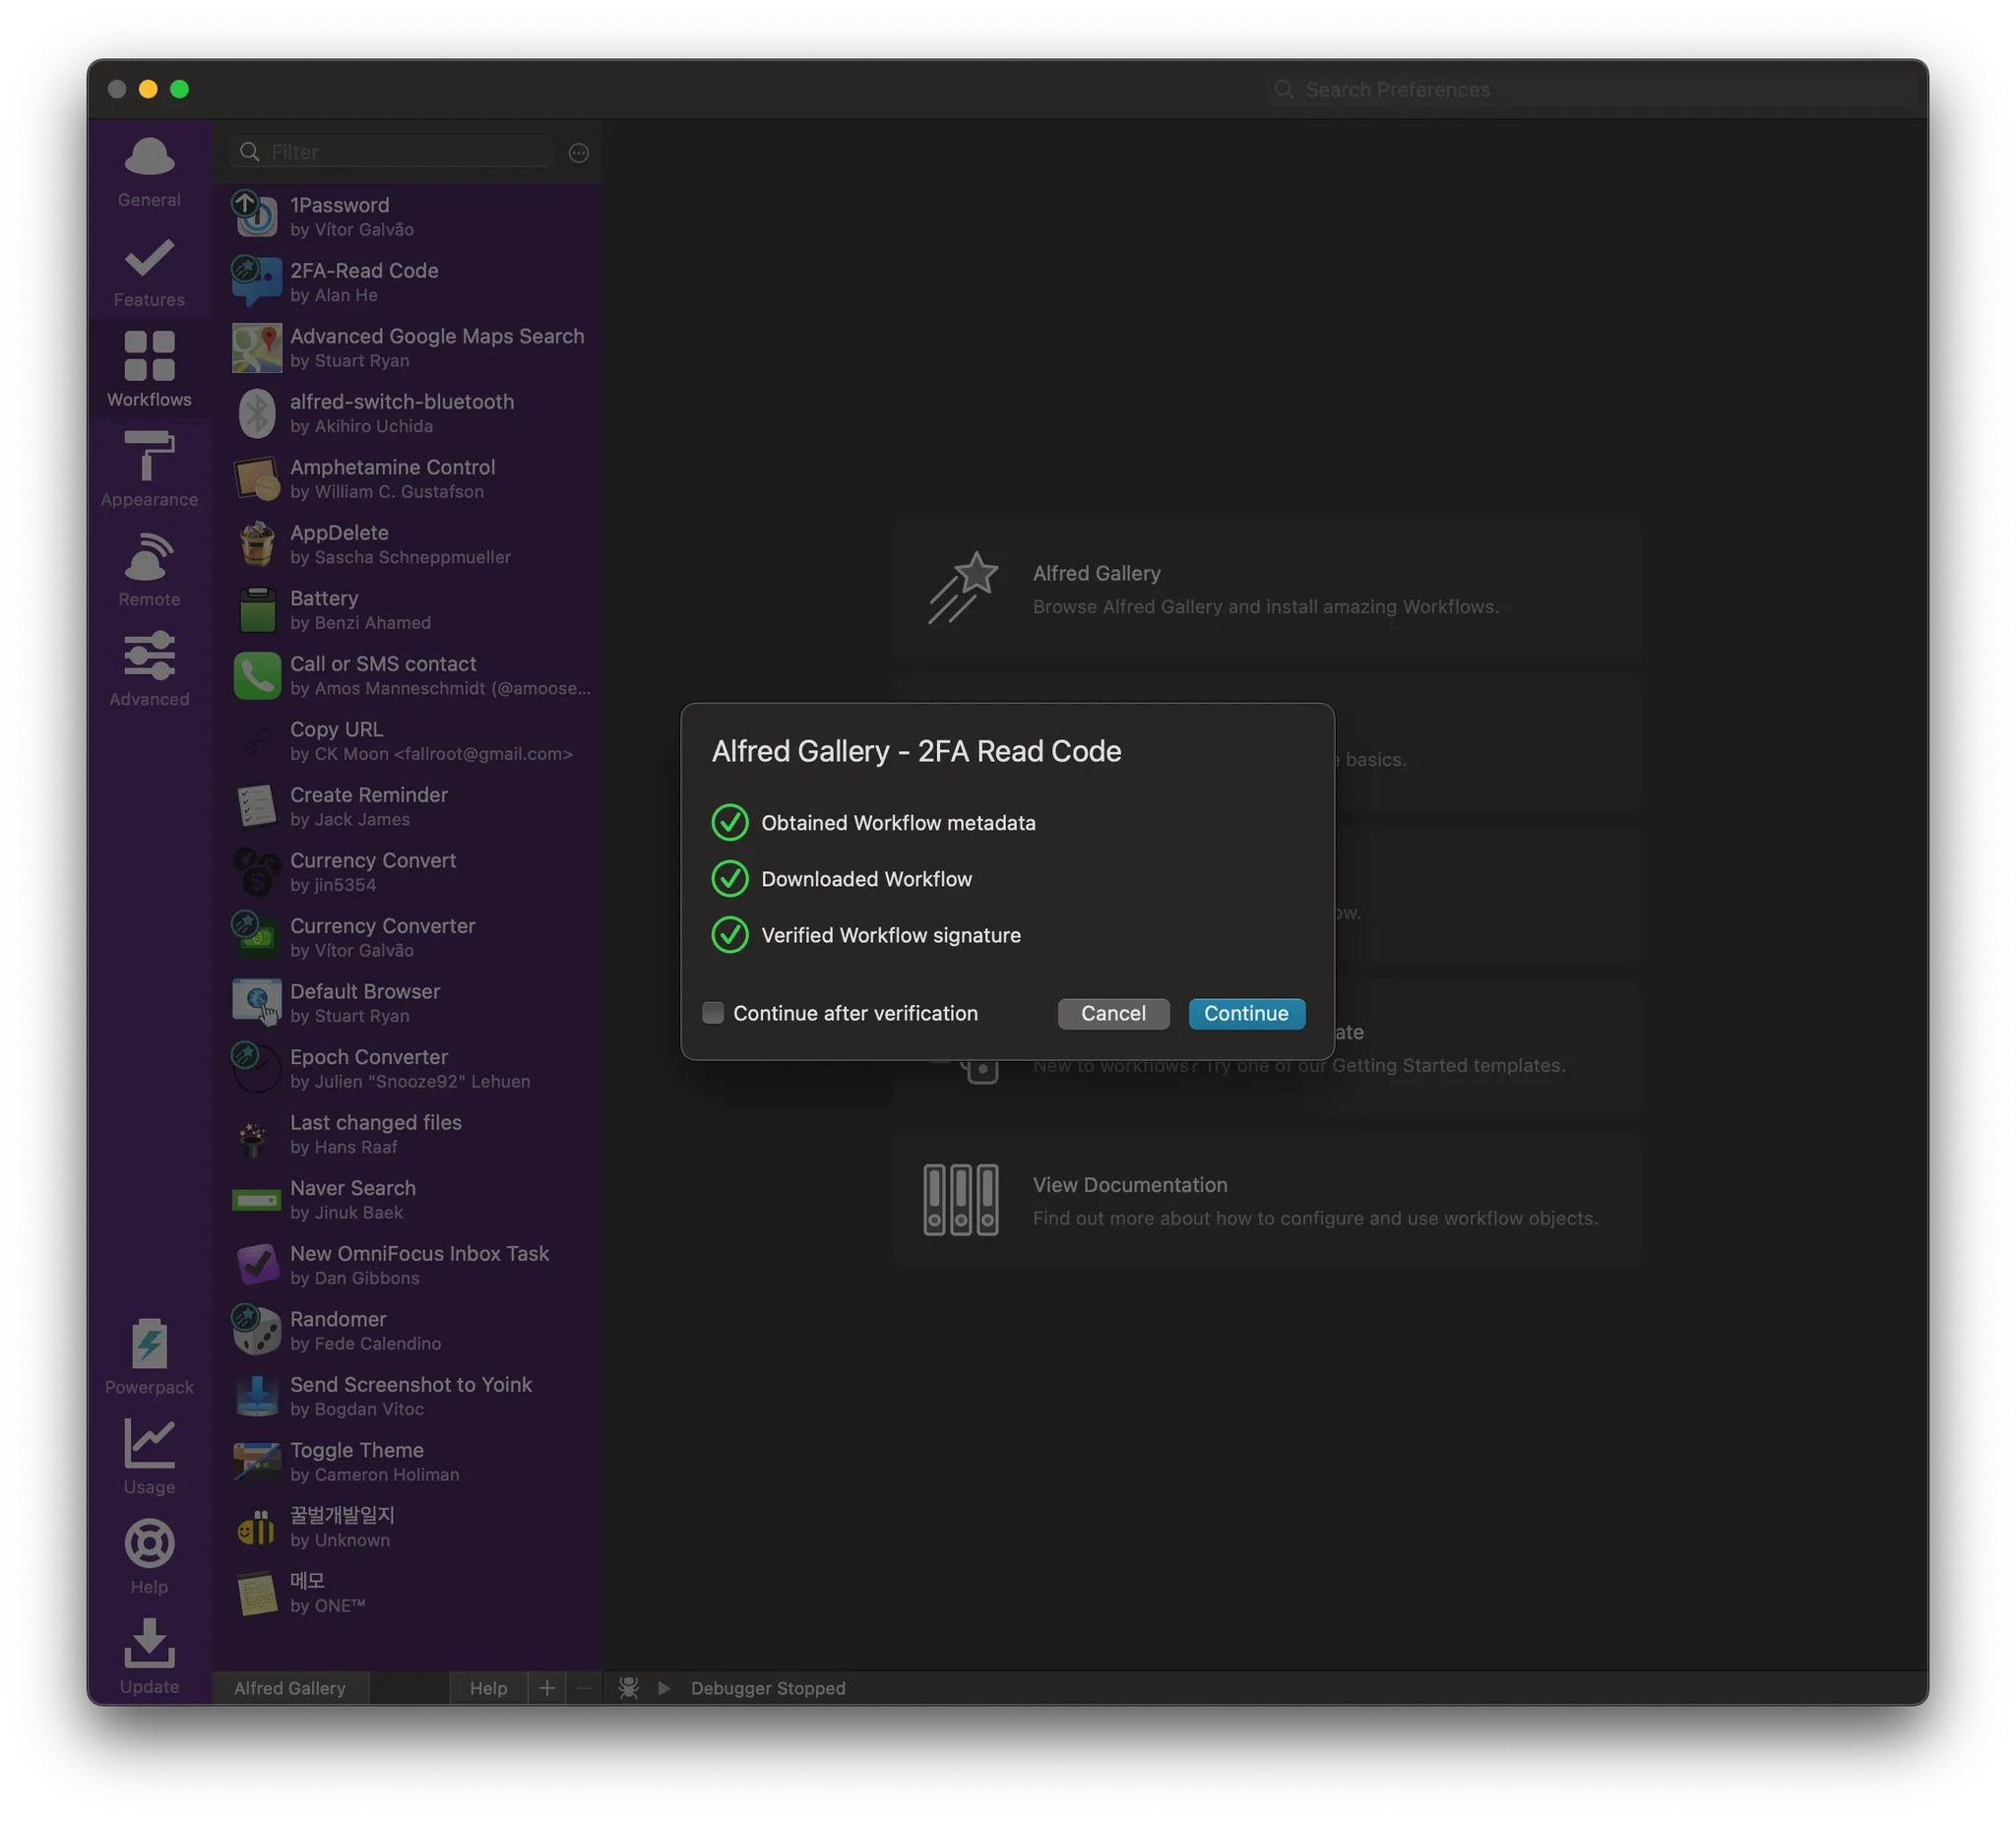 Search Preferences
General
Features
Workflows
Appearance
Remote
Advanced
Powerpack
Usage
Help
Update
Filter
1Password
by Vítor Galvão
2FA-Read Code
by Alan He
Advanced Google Maps Search
by Stuart Ryan
alfred-switch-bluetooth
by Akihiro Uchida
Amphetamine Control
by William C. Gustafson
AppDelete
by Sascha Schneppmueller
Battery
by Benzi Ahamed
Call or SMS contact
by Amos Manneschmidt (@amoose...
Copy URL
by CK Moon <fallroot@gmail.com>
Create Reminder
by Jack James
Currency Convert
by jin5354
Currency Converter
by Vítor Galvão
Default Browser
by Stuart Ryan
Epoch Converter
by Julien "Snooze92" Lehuen
Last changed files
by Hans Raaf
Naver Search
by Jinuk Baek
New OmniFocus Inbox Task
by Dan Gibbons
Randomer
by Fede Calendino
Send Screenshot to Yoink
by Bogdan Vitoc
Toggle Theme
by Cameron Holiman
꿀벌개발일지
by Unknown
메모
by ONE™
Alfred Gallery
Help
Alfred Gallery
Browse Alfred Gallery and install amazing Workflows.
basics.
Alfred Gallery - 2FA Read Code
Obtained Workflow metadata
Downloaded Workflow
Verified Workflow signature
Continue after verification
Cancel
Continue
New to workflows? Try one of our Getting Started templates.
View Documentation
Find out more about how to configure and use workflow objects.
Debugger Stopped